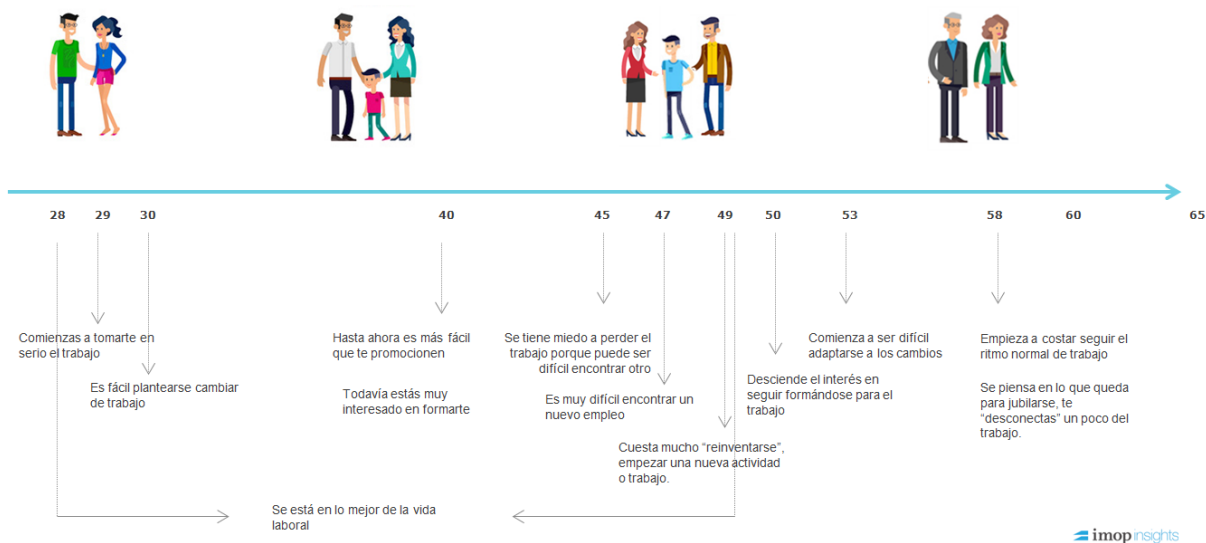 28 29 30 40 45 47 49 50 53 58 60 65
Comienzas a tomarte en
serio el trabajo
Es fácil plantearse cambiar
de trabajo
Hasta ahora es más fácil
que te promocionen
Todavía estás muy
interesado en formarte
Se tiene miedo a perder el
trabajo porque puede ser
difícil encontrar otro
Es muy difícil encontrar un
nuevo empleo
Cuesta mucho “reinventarse”,
empezar una nueva actividad
o trabajo.
Desciende el interés en
seguir formándose para el
trabajo
Comienza a ser difícil
adaptarse a los cambios
Empieza a costar seguir el
ritmo normal de trabajo
Se piensa en lo que queda
para jubilarse, te
“desconectas” un poco del
trabajo.
Se está en lo mejor de la vida
laboral
imop insights